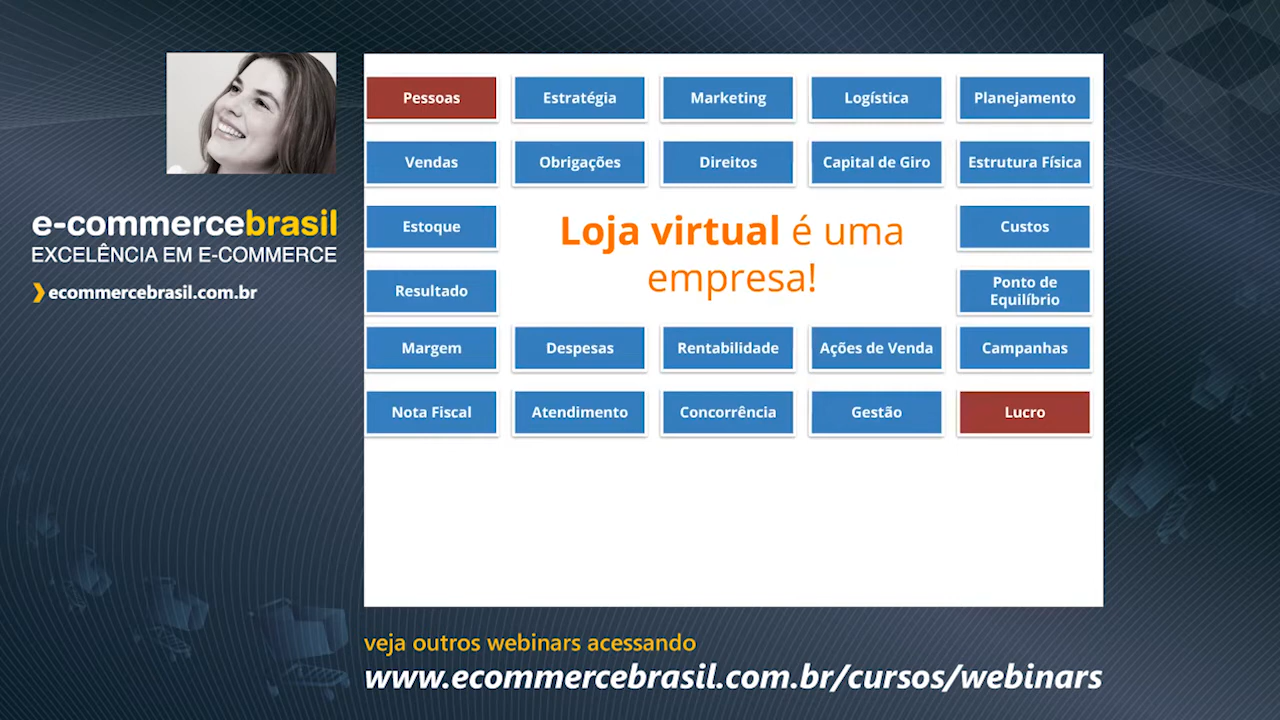 e-commercebrasil
EXCELÊNCIA EM E-COMMERCE
ecommercebrasil.com.br
Pessoas
Estratégia
Marketing
Logística
Planejamento
Vendas
Obrigações
Direitos
Capital de Giro
Estrutura Física
Estoque
Loja virtual é uma
empresa!
Custos
Resultado
Ponto de
Equilíbrio
Margem
Despesas
Rentabilidade
Ações de Venda
Campanhas
Nota Fiscal
Atendimento
Concorrência
Gestão
Lucro
veja outros webinars acessando
www.ecommercebrasil.com.br/cursos/webinars